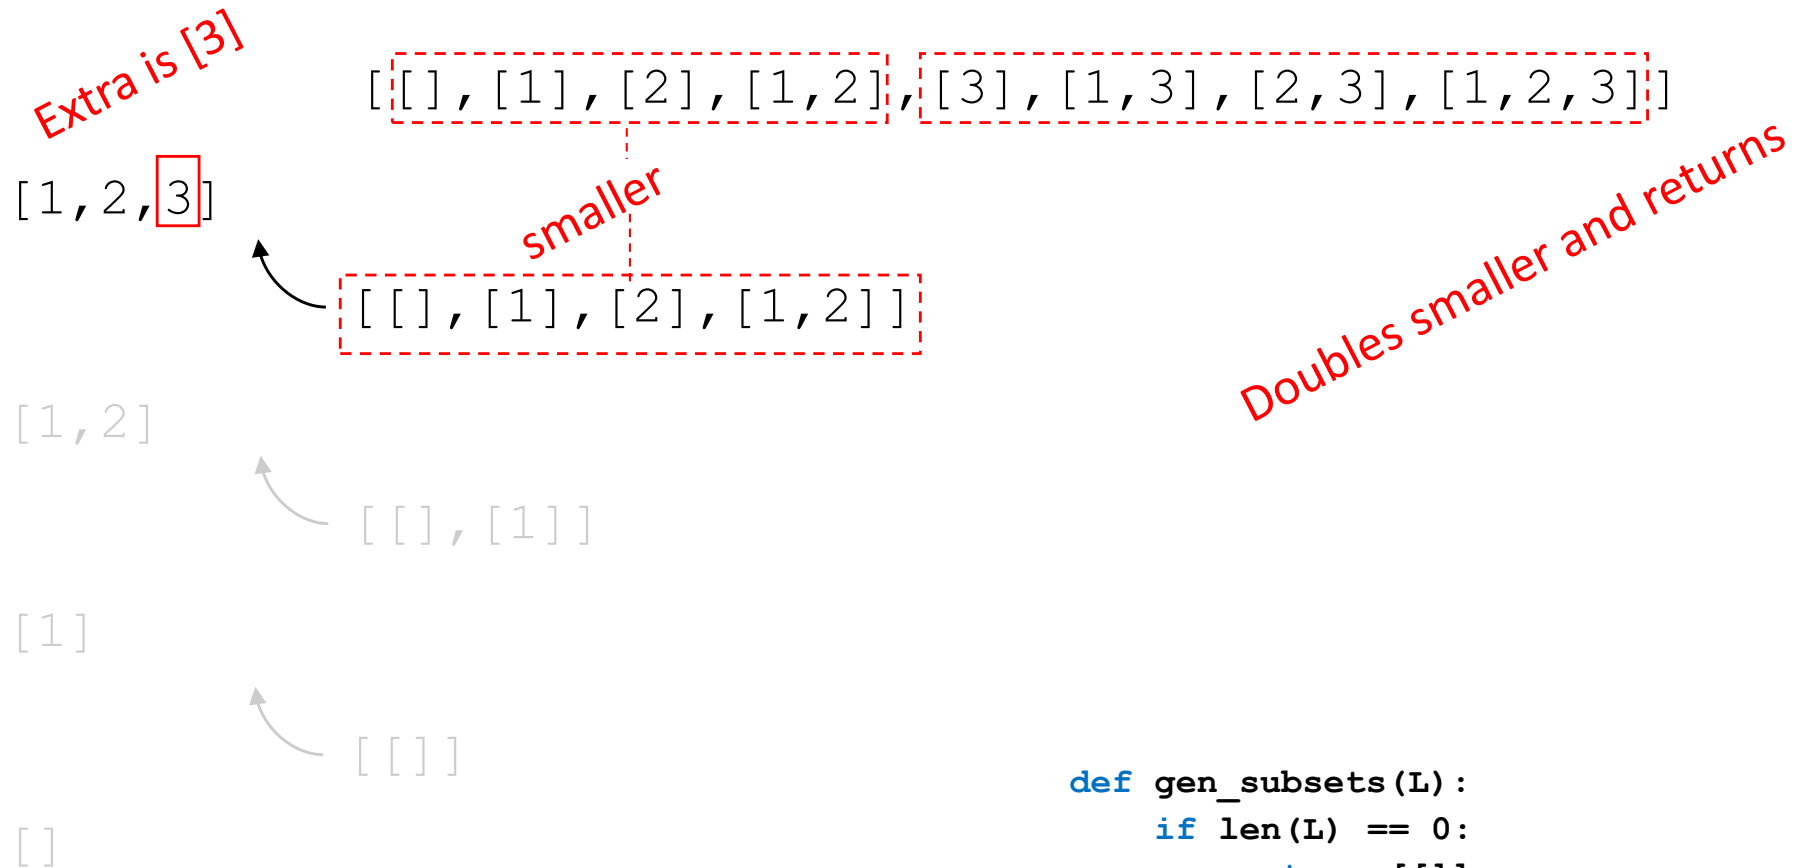 Extra is [3]
[[],[1],[2],[1,2],[3],[1,3],[2,3],[1,2,3]]
[1,2,3]
smaller
Doubles smaller and returns
[[],[1],[2],[1,2]]
[1,2]
[[],[1]]
[1]
[[]]
def gen_subsets(L):
[]
if len(L) == 0: